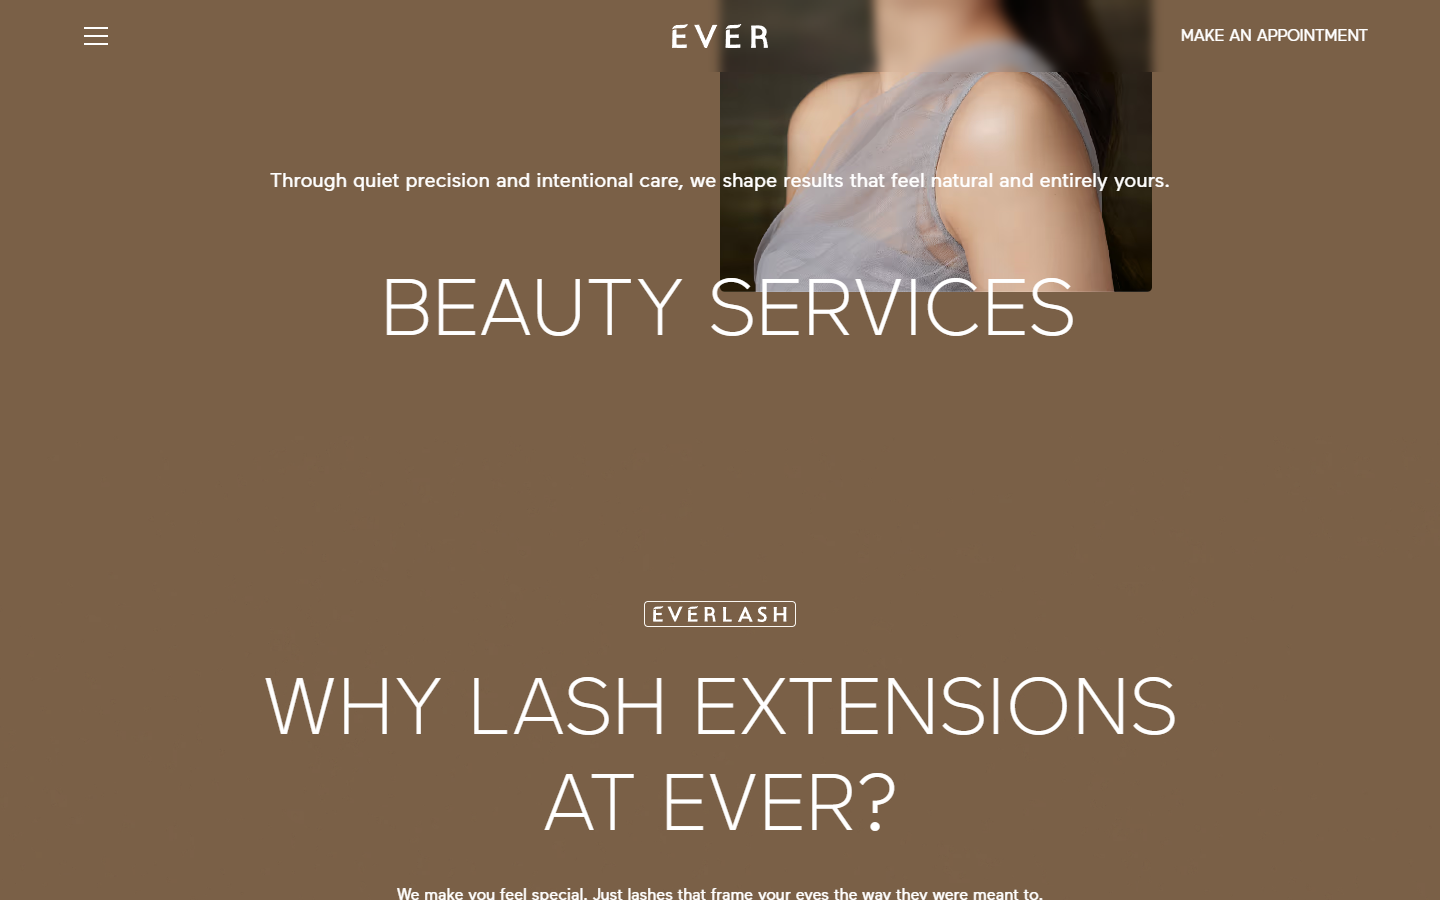 EVER
MAKE AN APPOINTMENT
Through quiet precision and intentional care, we shape results that feel natural and entirely yours.
BEAUTY SERVICES
EVERLASH
WHY LASH EXTENSIONS
AT EVER?
We make you feel special. Just lashes that frame your eyes the way they were meant to.